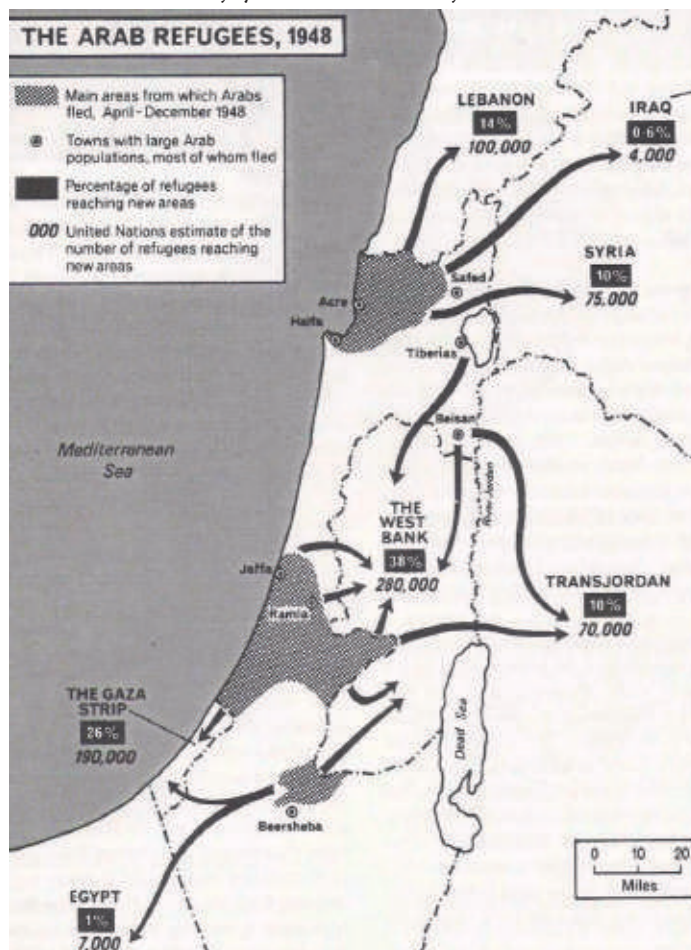 THE ARAB REFUGEES, 1948
Main areas from which Arabs
fled, April-December 1948
Towns with large Arab
populations, most of whom fled
Percentage of refugees
reaching new areas
000 United Nations estimate of the
number of refugees reaching
new areas
LEBANON
14%
100,000
IRAQ
0·6%
4,000
SYRIA
10%
75,000
Safed
Acre
Haifa
Tiberias
Beisan
Mediterranean
Sea
River Jordan
THE
WEST
BANK
38%
280,000
Jaffa
Ramla
TRANSJORDAN
10%
70,000
THE GAZA
STRIP
26%
190,000
Dead Sea
Beersheba
0 10 20
Miles
EGYPT
1%
7,000